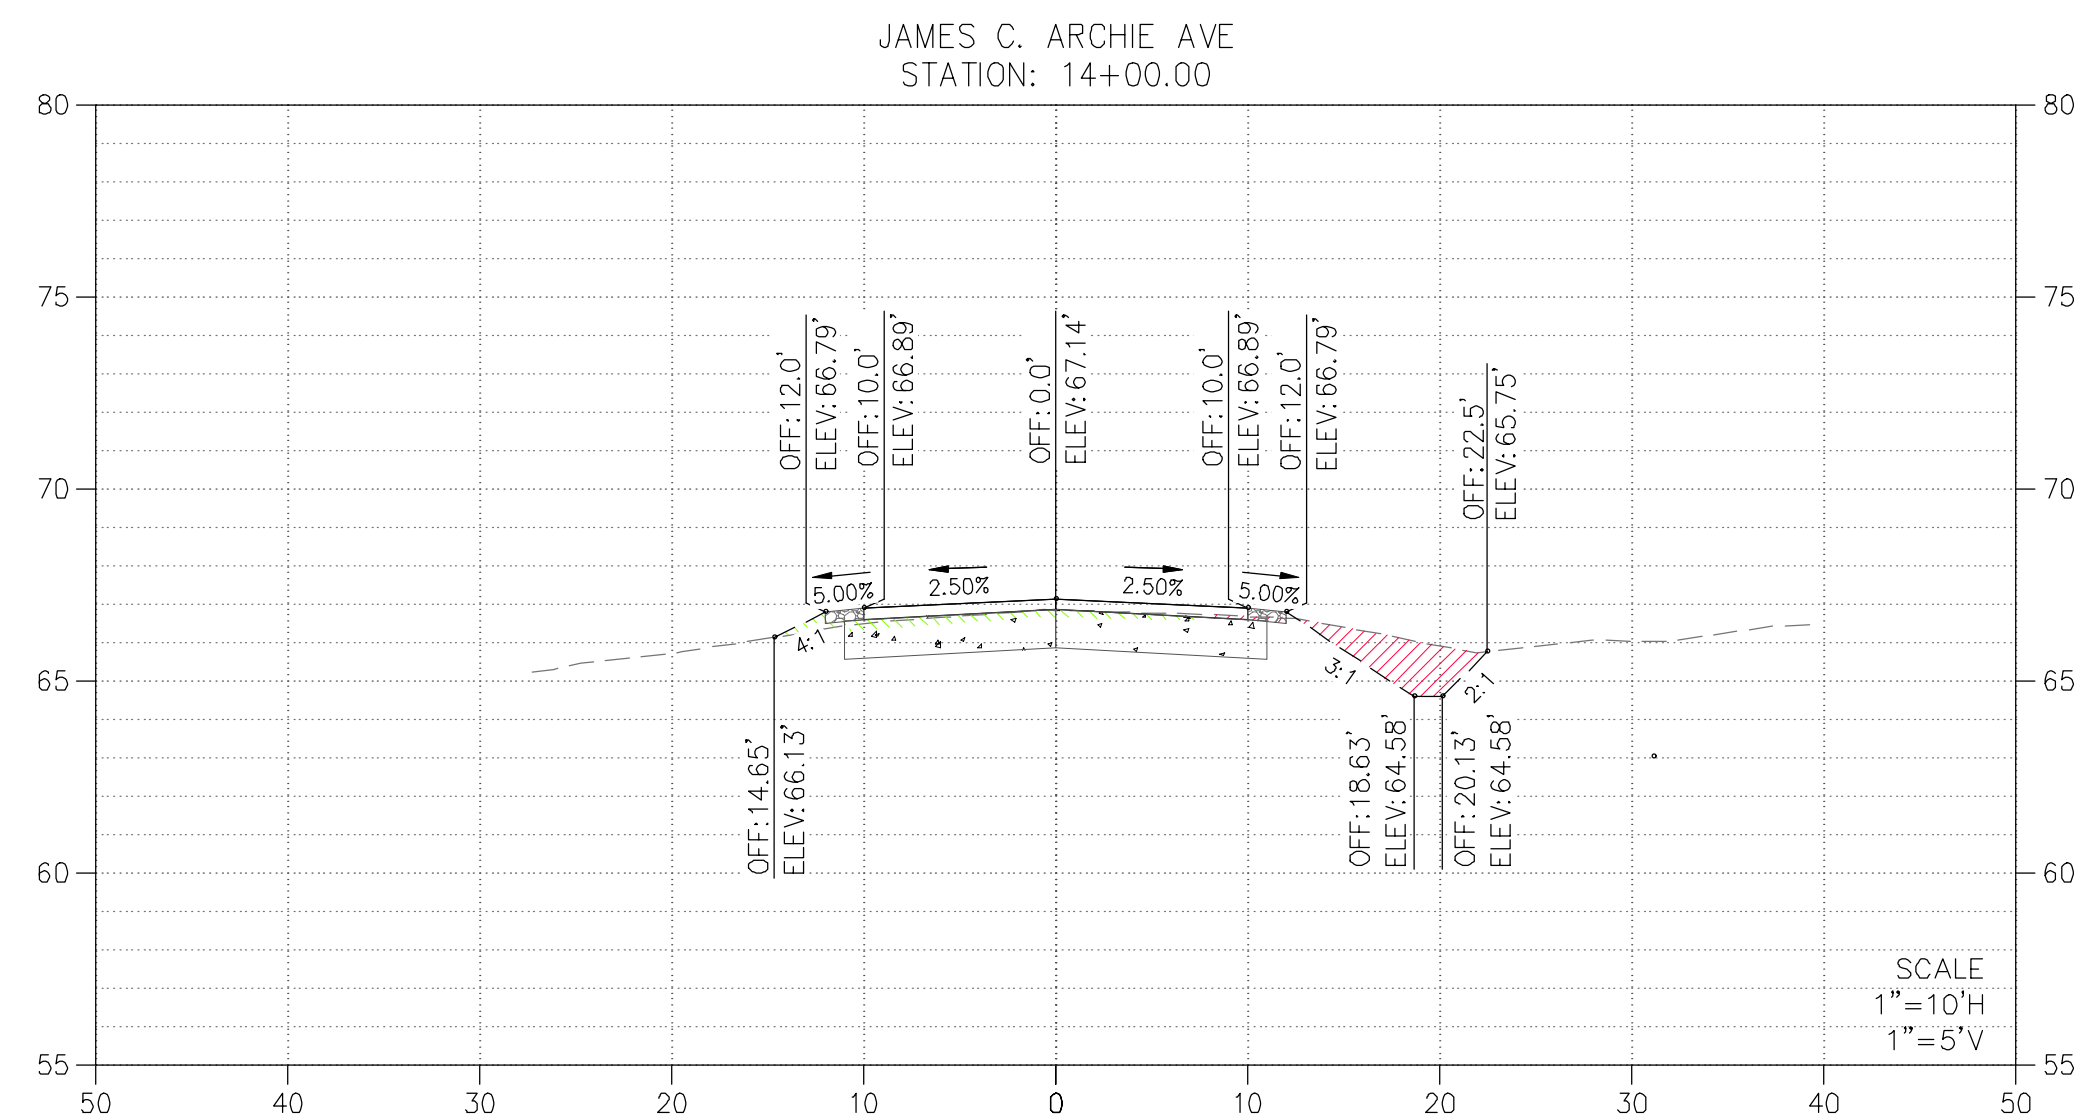 JAMES C. ARCHIE AVE
STATION: 14+00.00
80
80
75
75
70
70
65
65
60
60
55
55
OFF:12.0'
ELEV:66.79'
OFF:10.0'
ELEV:66.89'
OFF:0.0'
ELEV:67.14'
OFF:10.0'
ELEV:66.89'
OFF:12.0'
ELEV:66.79'
OFF:22.5'
ELEV:65.75'
5.00%
2.50%
2.50%
5.00%
4:1
3:1
2:1
OFF:14.65'
ELEV:66.13'
OFF:18.63'
ELEV:64.58'
OFF:20.13'
ELEV:64.58'
SCALE
1"=10'H
1"=5'V
50 40 30 20 10 0 10 20 30 40 50